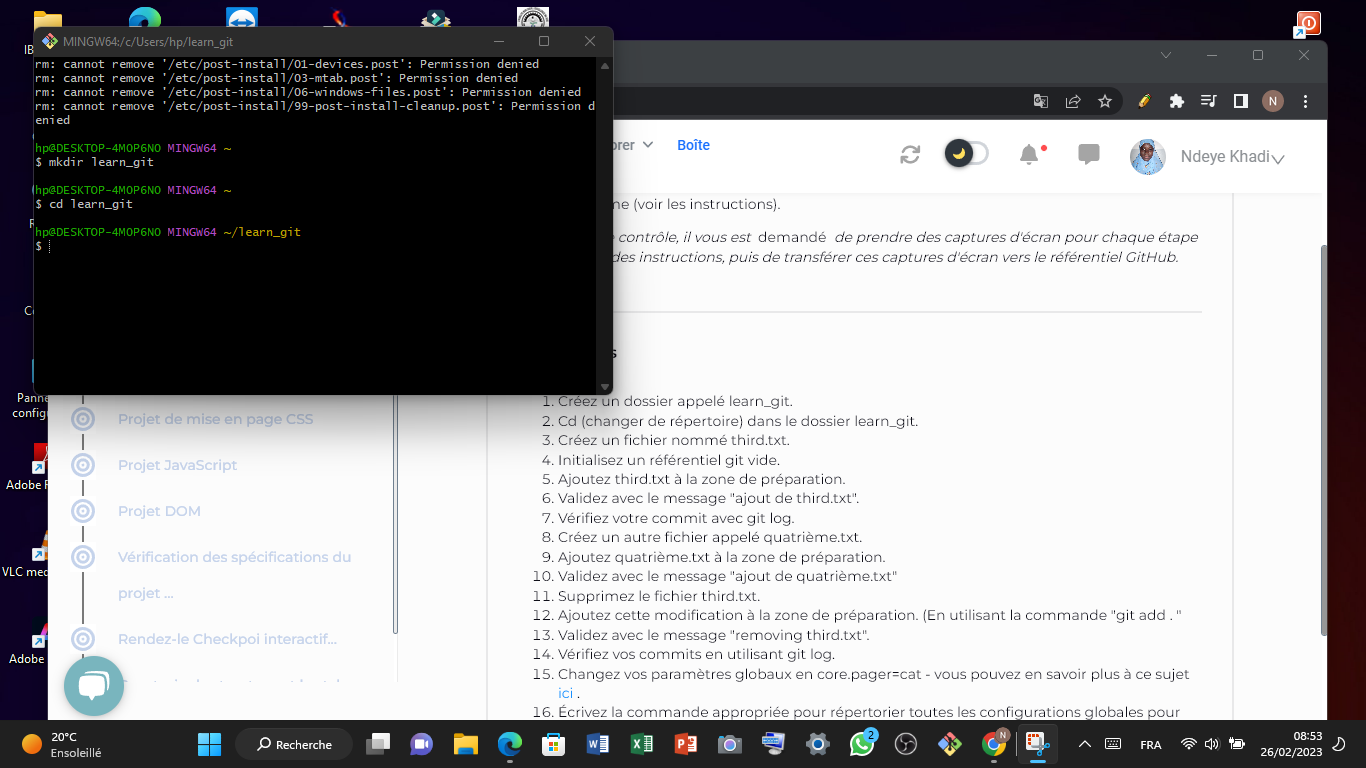 MINGW64:/c/Users/hp/learn_git
rm: cannot remove '/etc/post-install/01-devices.post': Permission denied
rm: cannot remove '/etc/post-install/03-mtab.post': Permission denied
rm: cannot remove '/etc/post-install/06-windows-files.post': Permission denied
rm: cannot remove '/etc/post-install/99-post-install-cleanup.post': Permission d
enied
hp@DESKTOP-4MOP6NO MINGW64 ~
$ mkdir learn_git
hp@DESKTOP-4MOP6NO MINGW64 ~
$ cd learn_git
hp@DESKTOP-4MOP6NO MINGW64 ~/learn_git
$
N
orer
Boîte
Ndeye Khadi
me (voir les instructions).
contrôle, il vous est demandé de prendre des captures d'écran pour chaque étape
des instructions, puis de transférer ces captures d'écran vers le référentiel GitHub.
s
1. Créez un dossier appelé learn_git.
2. Cd (changer de répertoire) dans le dossier learn_git.
3. Créez un fichier nommé third.txt.
4. Initialisez un référentiel git vide.
5. Ajoutez third.txt à la zone de préparation.
6. Validez avec le message "ajout de third.txt".
7. Vérifiez votre commit avec git log.
8. Créez un autre fichier appelé quatrième.txt.
9. Ajoutez quatrième.txt à la zone de préparation.
10. Validez avec le message "ajout de quatrième.txt"
11. Supprimez le fichier third.txt.
12. Ajoutez cette modification à la zone de préparation. (En utilisant la commande "git add . "
13. Validez avec le message "removing third.txt".
14. Vérifiez vos commits en utilisant git log.
15. Changez vos paramètres globaux en core.pager=cat - vous pouvez en savoir plus à ce sujet
ici .
16. Écrivez la commande appropriée pour répertorier toutes les configurations globales pour
Projet de mise en page CSS
Projet JavaScript
Projet DOM
Vérification des spécifications du
projet ...
Rendez-le Checkpoi interactif...
IB
Co
Panne
config
Adobe R
VLC med
Adobe
20°C
Ensoleillé
Recherche
2
N
FRA
08:53
26/02/2023